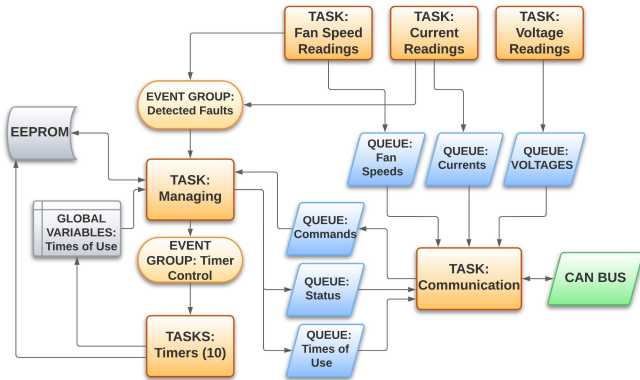 TASK:
Fan Speed
Readings
TASK:
Current
Readings
TASK:
Voltage
Readings
EVENT GROUP:
Detected Faults
EEPROM
QUEUE:
Fan
Speeds
QUEUE:
Currents
QUEUE:
VOLTAGES
TASK:
Managing
GLOBAL
VARIABLES:
Times of Use
QUEUE:
Commands
EVENT
GROUP: Timer
Control
TASK:
Communication
CAN BUS
QUEUE:
Status
TASKS:
Timers (10)
QUEUE:
Times of
Use